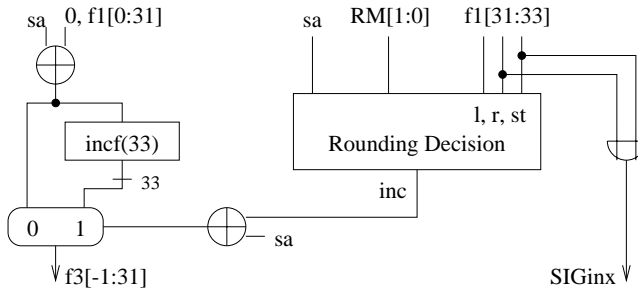 sa 0, f1[0:31]
sa RM[1:0] f1[31:33]
l, r, st
Rounding Decision
incf(33)
33
inc
0 1
sa
f3[-1:31]
SIGinx